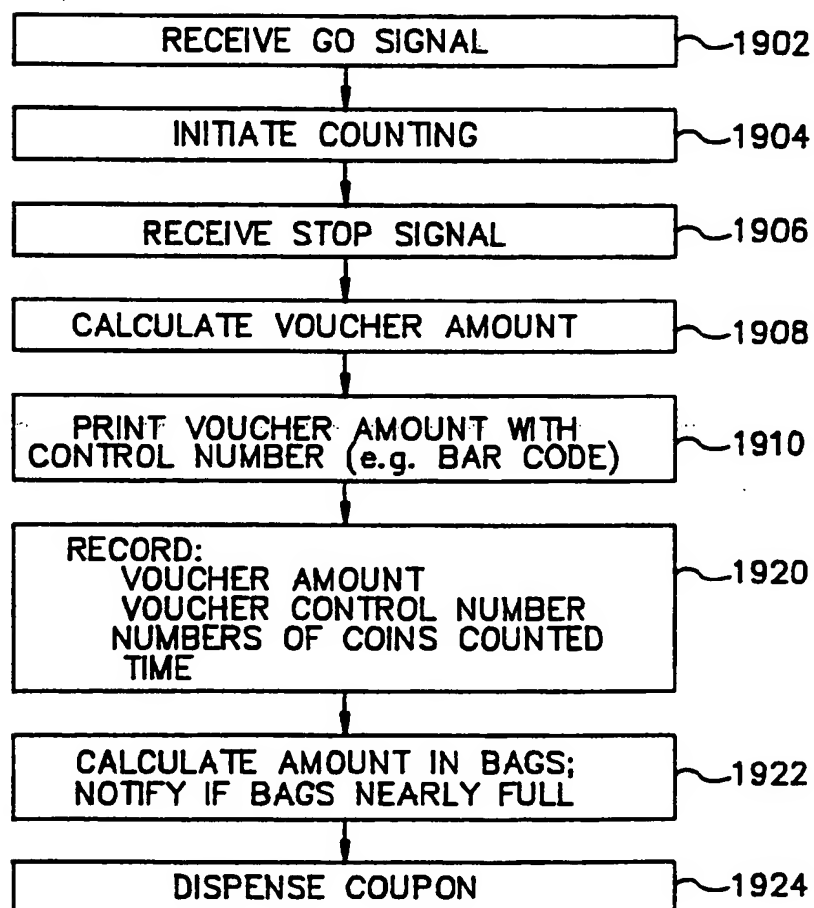 RECEIVE GO SIGNAL 1902
INITIATE COUNTING 1904
RECEIVE STOP SIGNAL 1906
CALCULATE VOUCHER AMOUNT 1908
PRINT VOUCHER AMOUNT WITH
CONTROL NUMBER (e.g. BAR CODE) 1910
RECORD: 1920
VOUCHER AMOUNT
VOUCHER CONTROL NUMBER
NUMBERS OF COINS COUNTED
TIME
CALCULATE AMOUNT IN BAGS;
NOTIFY IF BAGS NEARLY FULL 1922
DISPENSE COUPON 1924